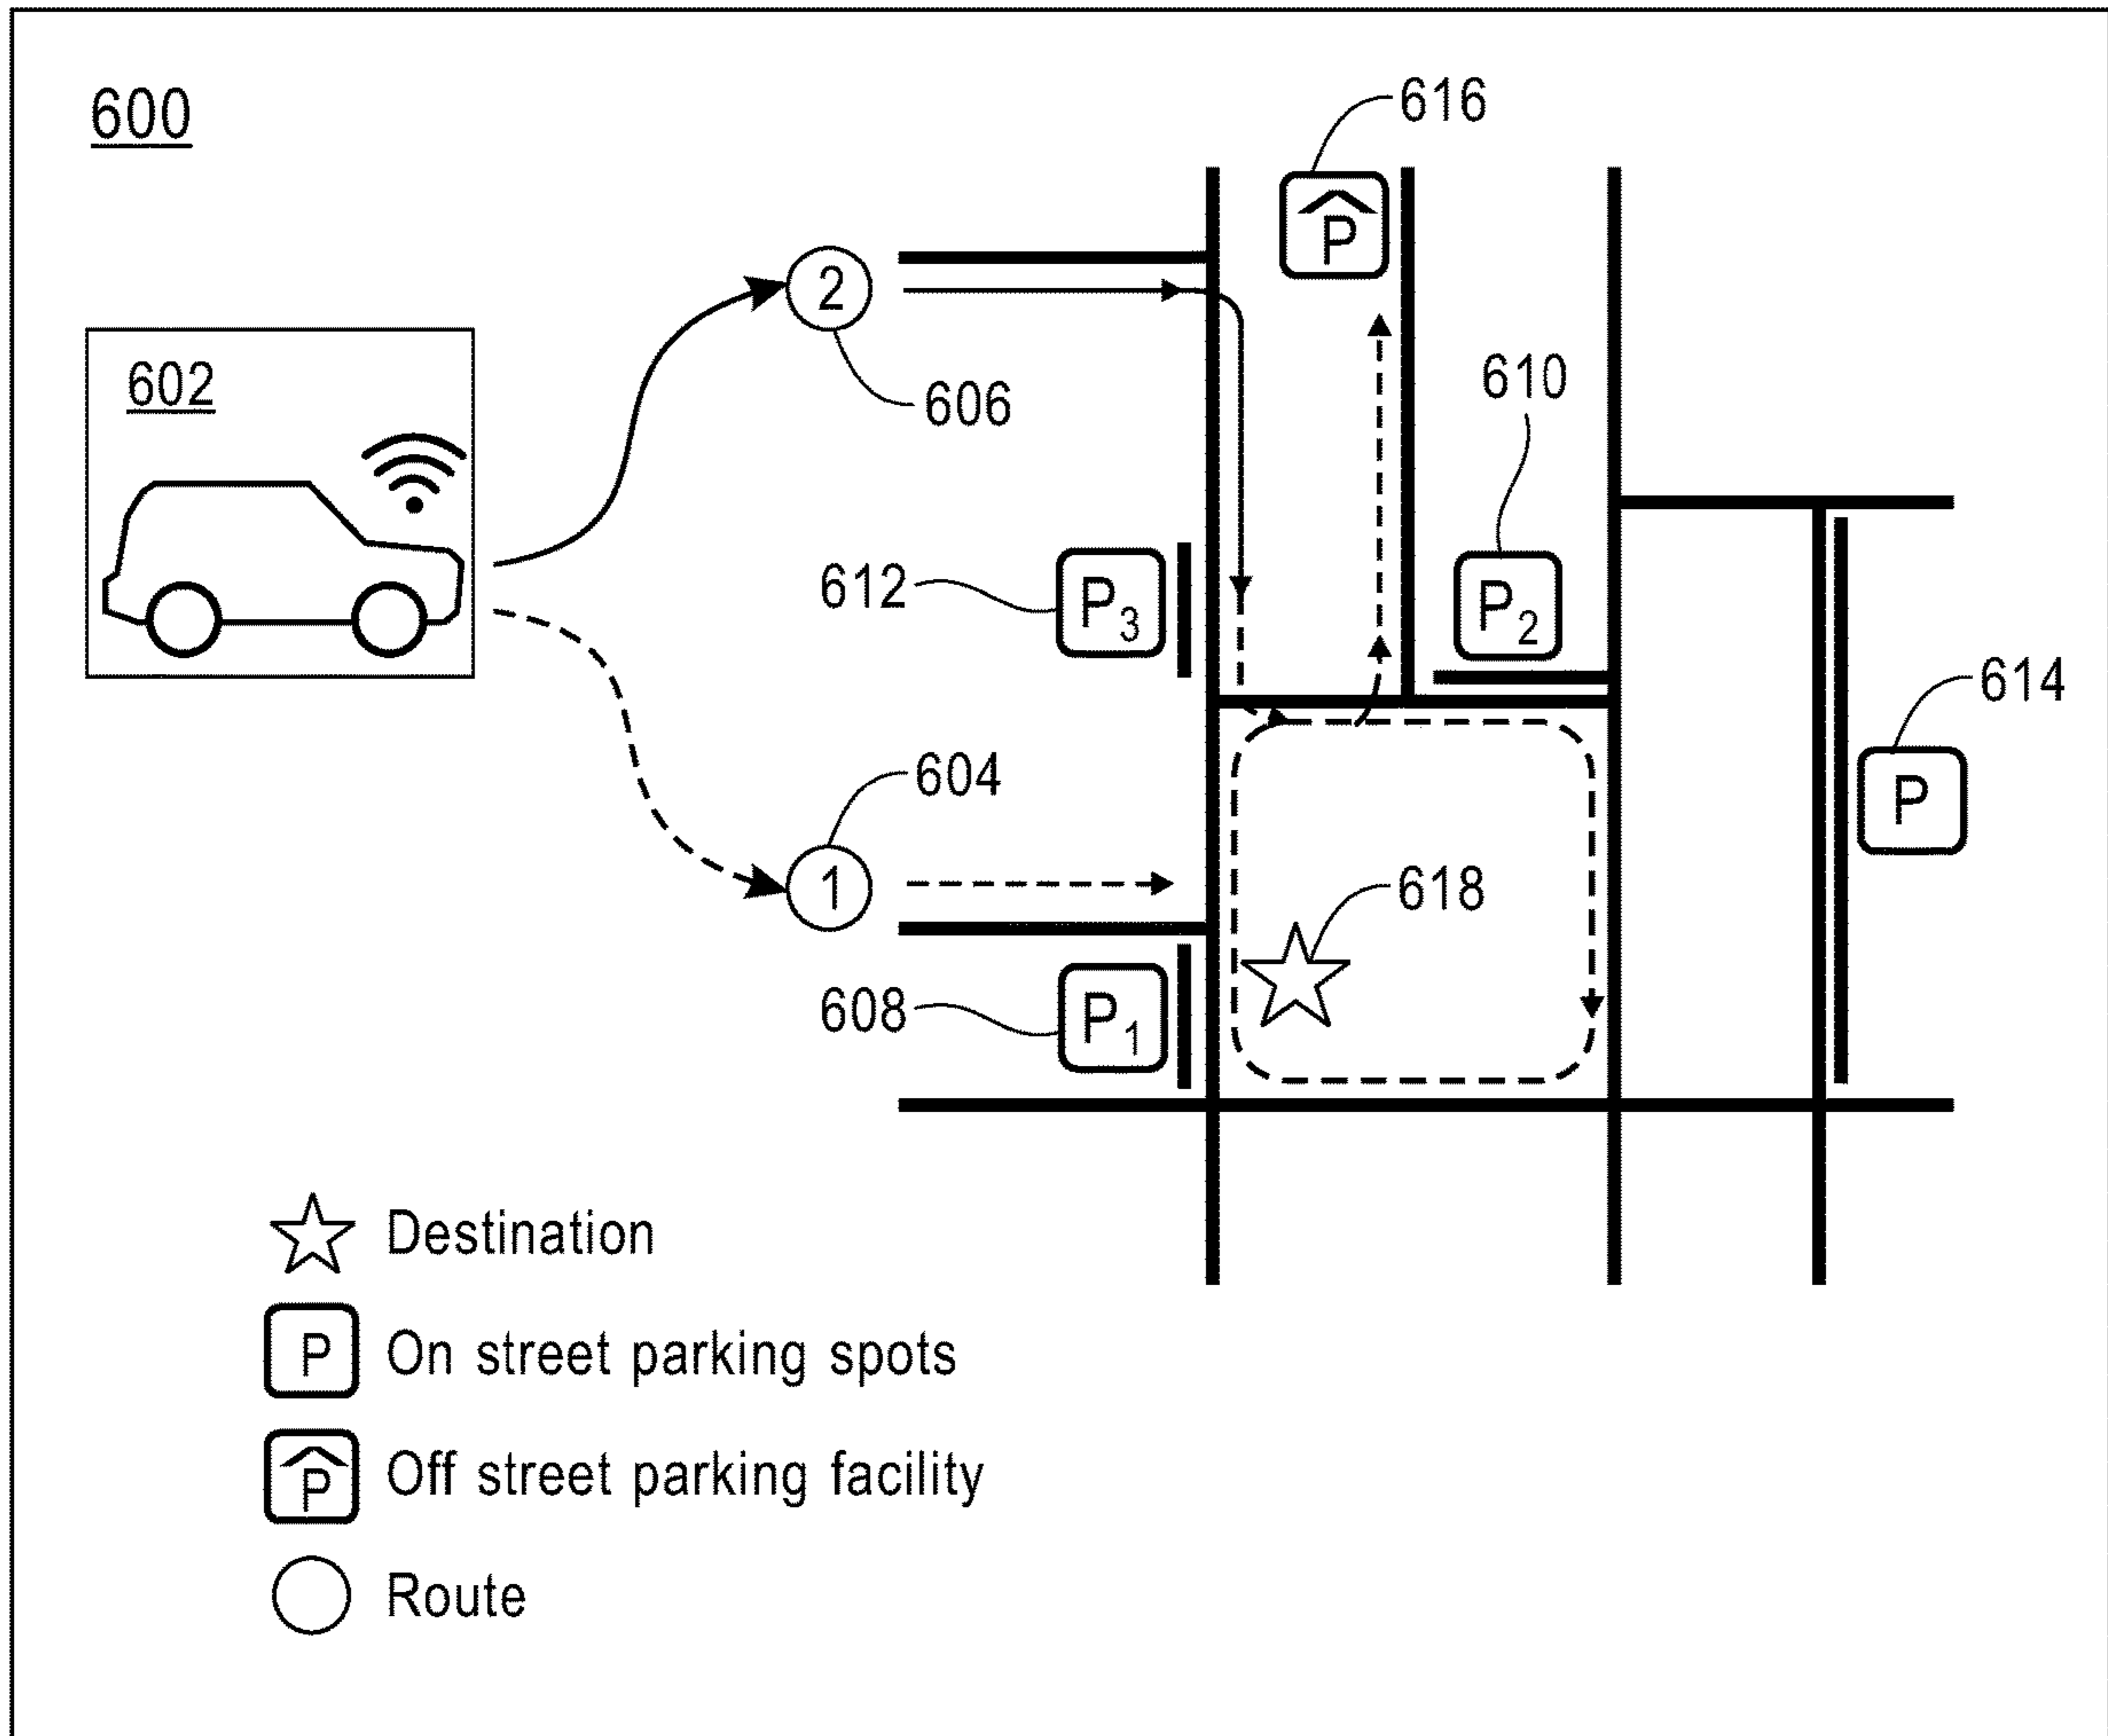 600
616
2
602
606
610
612
P3
P2
P
614
604
1
618
P
608
P1
Destination
P On street parking spots
P Off street parking facility
Route